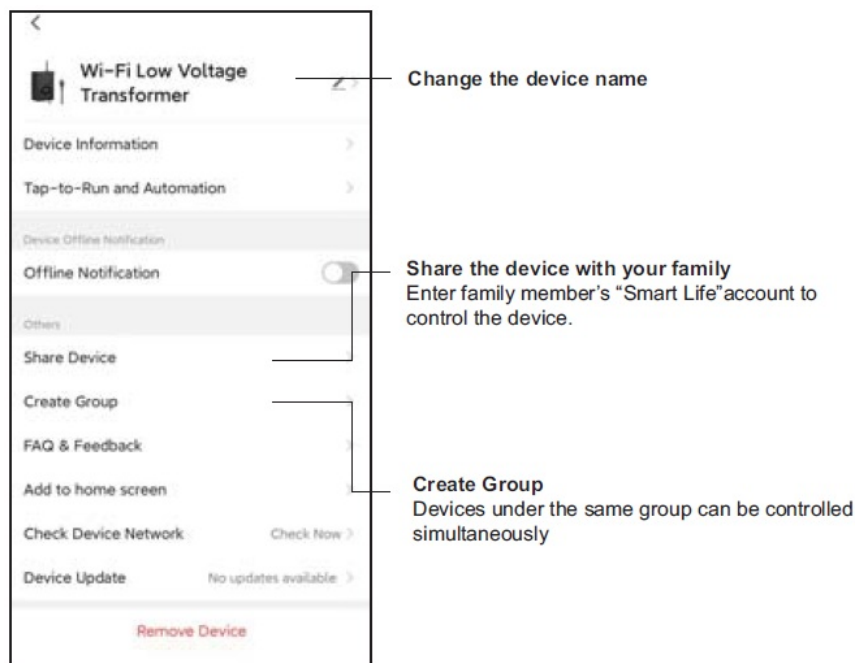 Wi-Fi Low Voltage
Transformer
Change the device name
Device Information
Tap-to-Run and Automation
Device Offline Notification
Offline Notification
Share the device with your family
Enter family member's “Smart Life”account to
control the device.
Others
Share Device
Create Group
FAQ & Feedback
Add to home screen
Create Group
Devices under the same group can be controlled
simultaneously
Check Device Network Check Now
Device Update No updates available
Remove Device